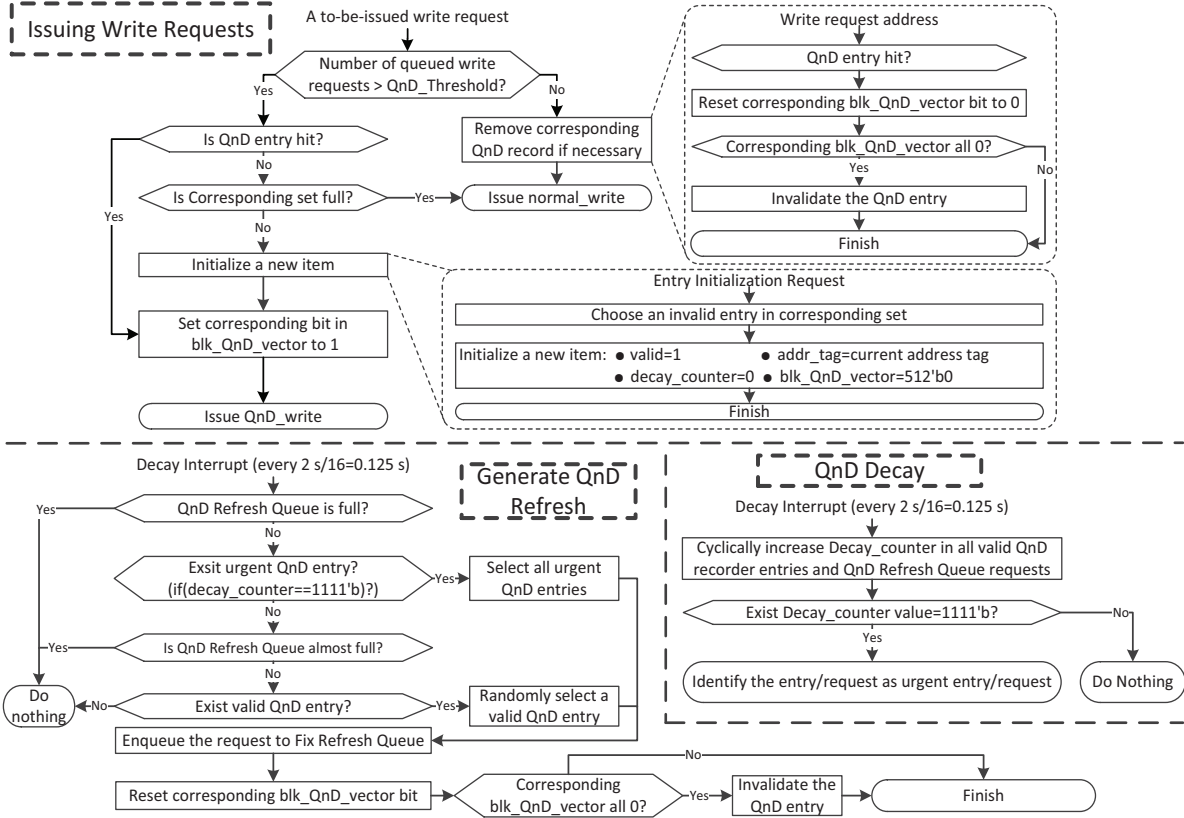 Issuing Write Requests
A to-be-issued write request
Number of queued write
requests > QnD_Threshold?
Yes
No
Is QnD entry hit?
Remove corresponding
QnD record if necessary
No
Is Corresponding set full?
Yes
Issue normal_write
Yes
No
Initialize a new item
Set corresponding bit in
blk_QnD_vector to 1
Issue QnD_write
Write request address
QnD entry hit?
Reset corresponding blk_QnD_vector bit to 0
Corresponding blk_QnD_vector all 0?
Yes
No
Invalidate the QnD entry
Finish
Entry Initialization Request
Choose an invalid entry in corresponding set
Initialize a new item: ● valid=1 ● addr_tag=current address tag
● decay_counter=0 ● blk_QnD_vector=512'b0
Finish
Decay Interrupt (every 2 s/16=0.125 s)
Generate QnD
Refresh
QnD Refresh Queue is full?
Yes
No
Exsit urgent QnD entry?
(if(decay_counter==1111'b)?)
Yes
Select all urgent
QnD entries
No
Is QnD Refresh Queue almost full?
Yes
No
Do
nothing
No
Exist valid QnD entry?
Yes
Randomly select a
valid QnD entry
Enqueue the request to Fix Refresh Queue
Reset corresponding blk_QnD_vector bit
Corresponding
blk_QnD_vector all 0?
No
Yes
Invalidate the
QnD entry
Finish
QnD Decay
Decay Interrupt (every 2 s/16=0.125 s)
Cyclically increase Decay_counter in all valid QnD
recorder entries and QnD Refresh Queue requests
Exist Decay_counter value=1111'b?
No
Yes
Identify the entry/request as urgent entry/request
Do Nothing